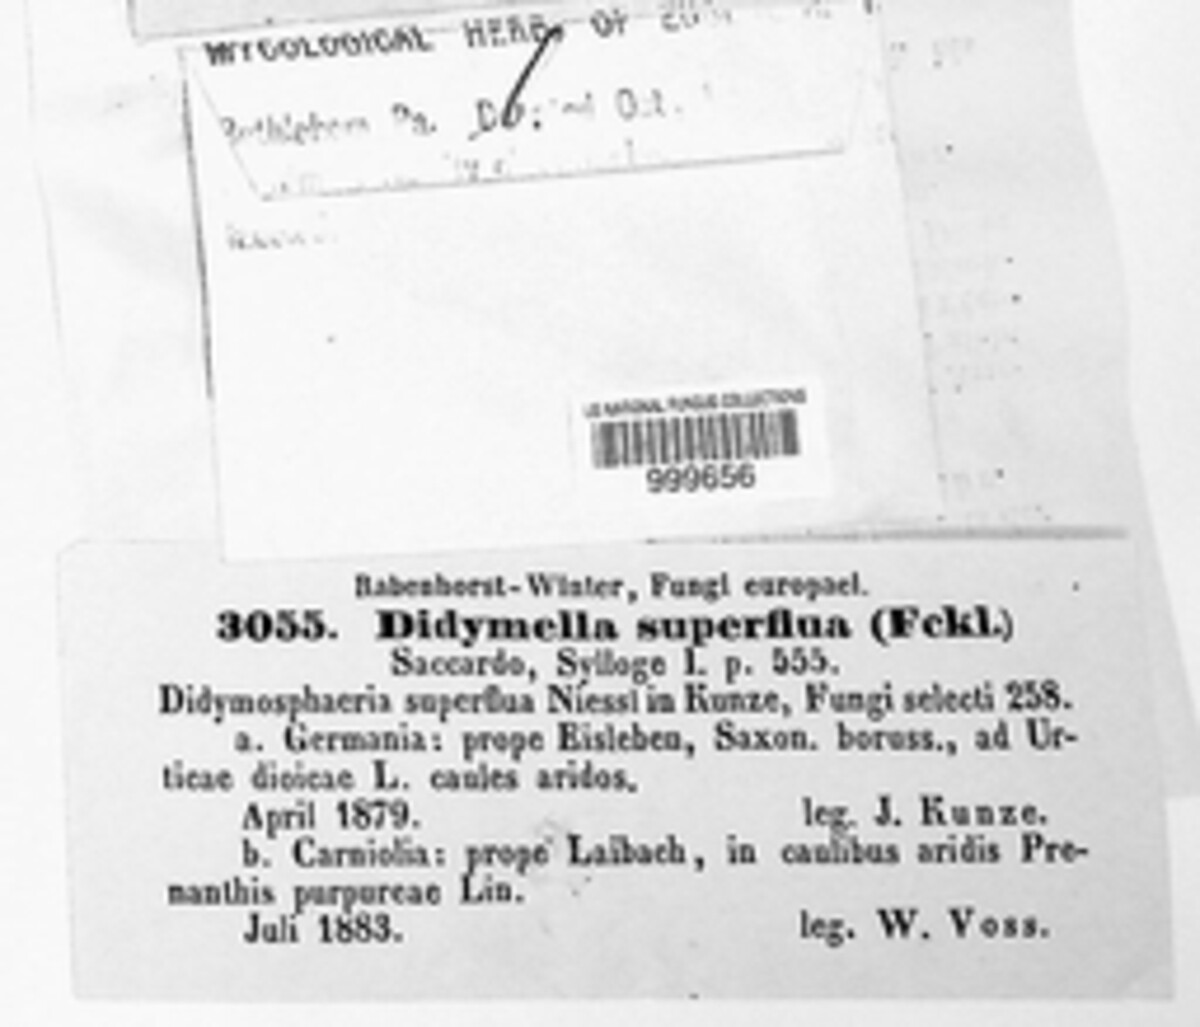 MYCOLOGICAL HERB. OF
Pa. Oct.
US NATIONAL FUNGUS COLLECTIONS
999656
Rabenhorst-Winter, Fungi europaei.
3055. Didymella superflua (Fckl.)
Saccardo, Sylloge I. p. 555.
Didymosphaeria superflua Niessl in Kunze, Fungi selecti 258.
a. Germania: prope Eisleben, Saxon. boruss., ad Ur-
ticae dioicae L. caules aridos.
April 1879. leg. J. Kunze.
b. Carniolia: prope Laibach, in caulibus aridis Pre-
nanthis purpureae Lin.
Juli 1883. leg. W. Voss.